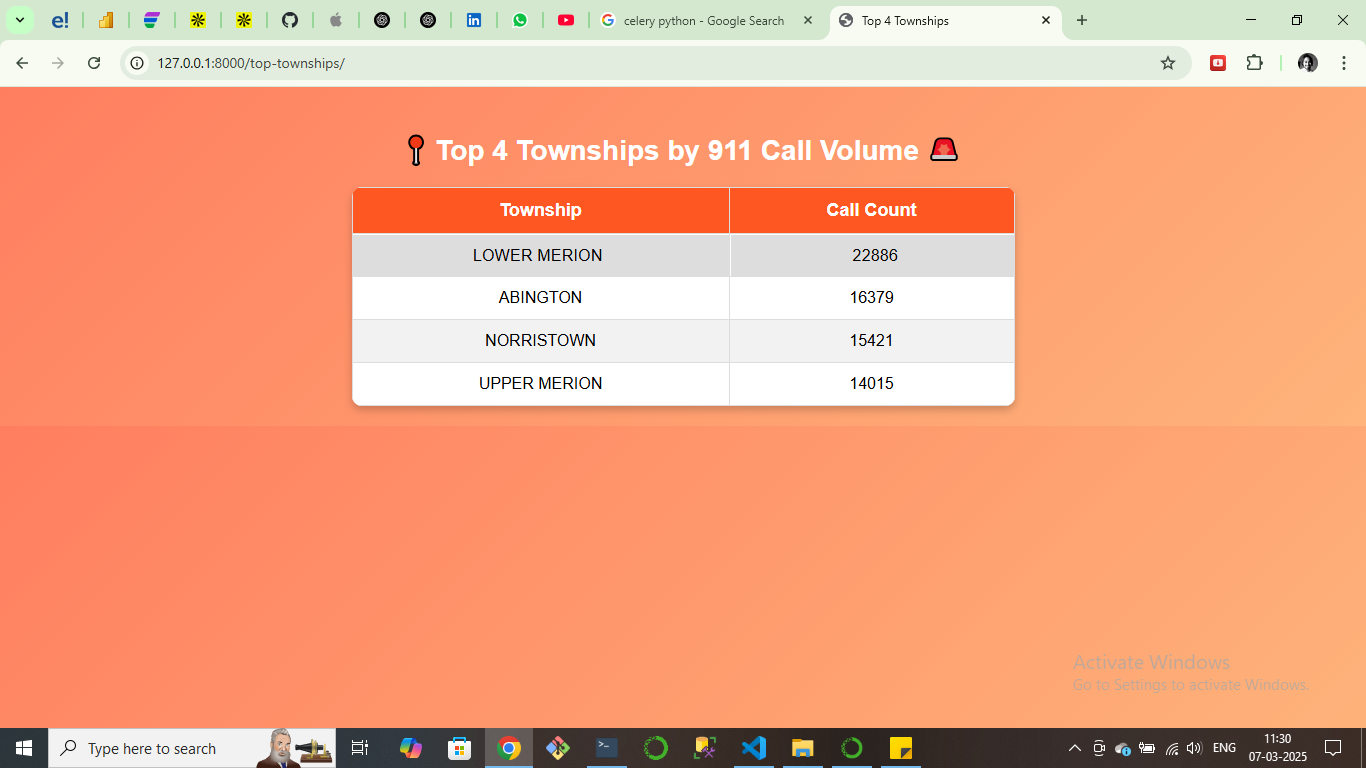 e!
celery python - Google Search
Top 4 Townships
127.0.0.1:8000/top-townships/
Top 4 Townships by 911 Call Volume
Township Call Count
LOWER MERION 22886
ABINGTON 16379
NORRISTOWN 15421
UPPER MERION 14015
Activate Windows
Go to Settings to activate Windows.
Type here to search
ENG
11:30
07-03-2025